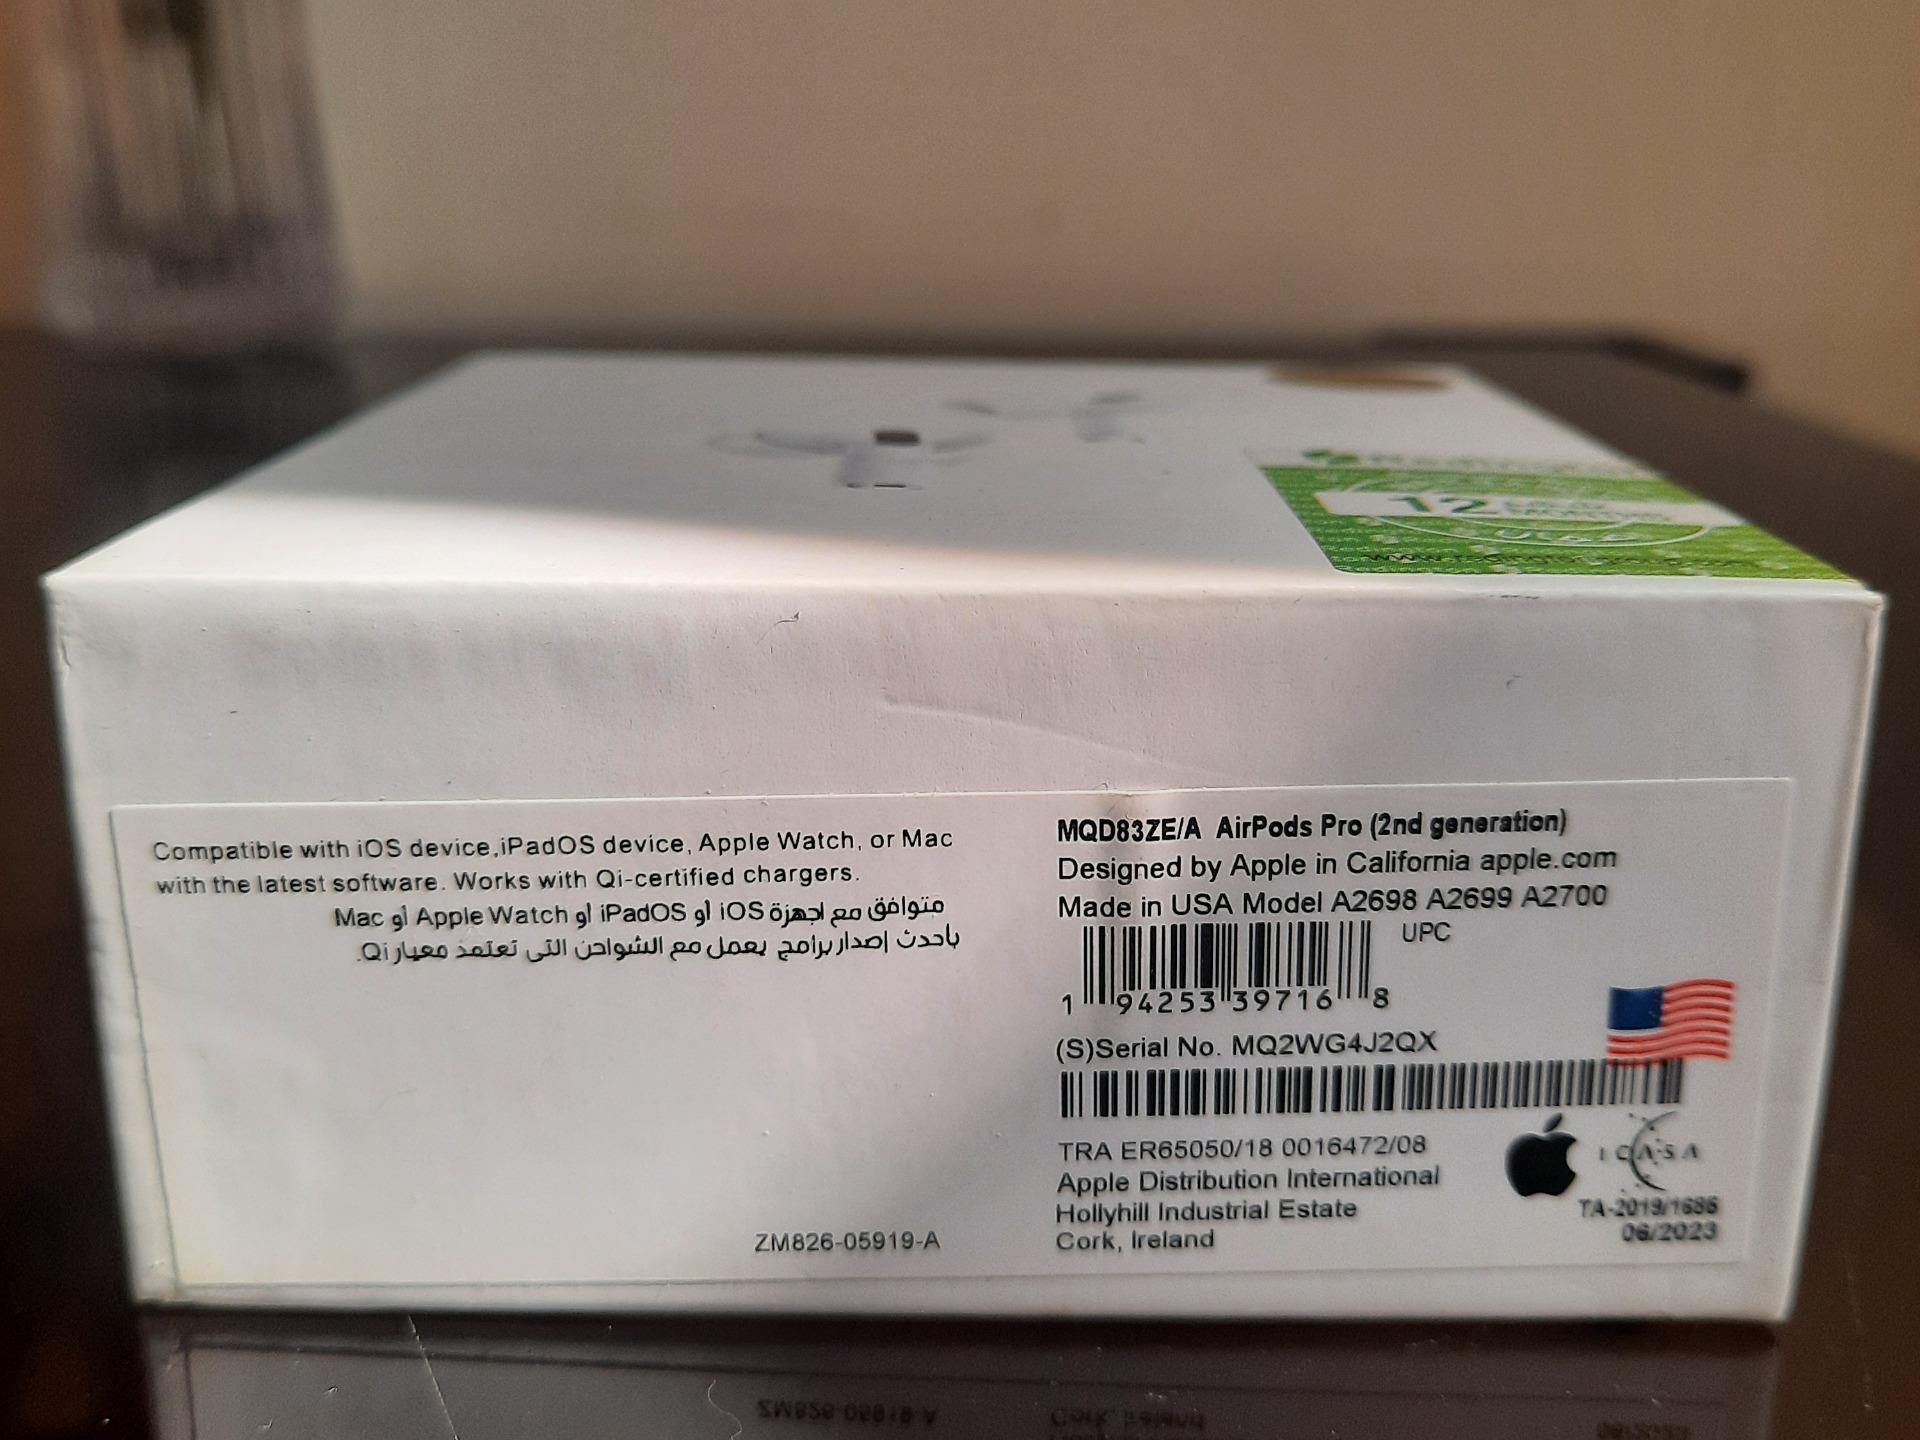 12
Compatible with iOS device,iPadOS device, Apple Watch, or Mac
with the latest software. Works with Qi-certified chargers.
متوافق مع اجهزة iOS أو iPadOS أو Apple Watch أو Mac
بأحدث إصدار برامج يعمل مع الشواحن التى تعتمد معيار Qi.
ZM826-05919-A
MQD83ZE/A AirPods Pro (2nd generation)
Designed by Apple in California apple.com
Made in USA Model A2698 A2699 A2700
UPC
1 94253 39716 8
(S)Serial No. MQ2WG4J2QX
TRA ER65050/18 0016472/08
Apple Distribution International
Hollyhill Industrial Estate
Cork, Ireland
ICASA
TA-2019/1686
06/2023